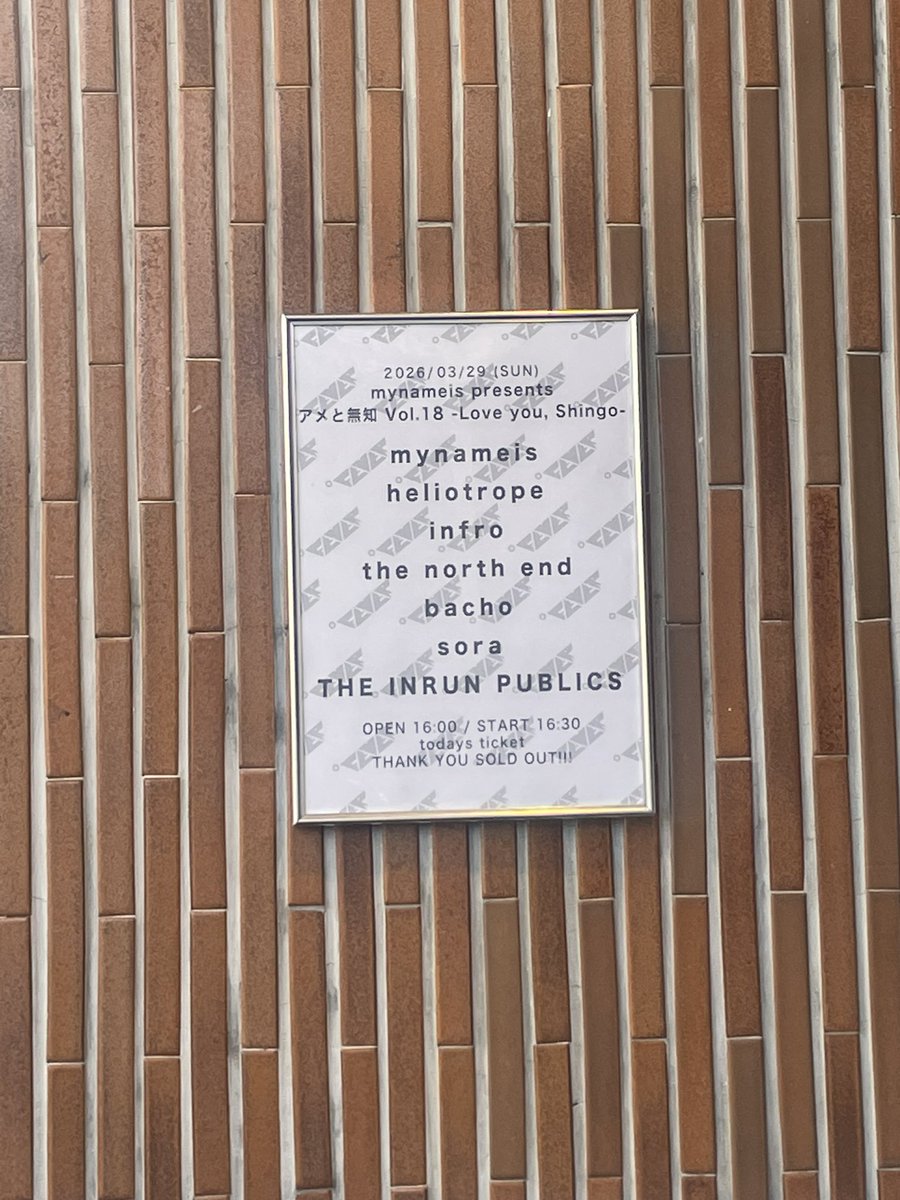 2026/03/29 (SUN)
mynameis presents
アメと無知 Vol.18 -Love you, Shingo-
mynameis
heliotrope
infro
the north end
bacho
sora
THE INRUN PUBLICS
OPEN 16:00 / START 16:30
todays ticket
THANK YOU SOLD OUT!!!